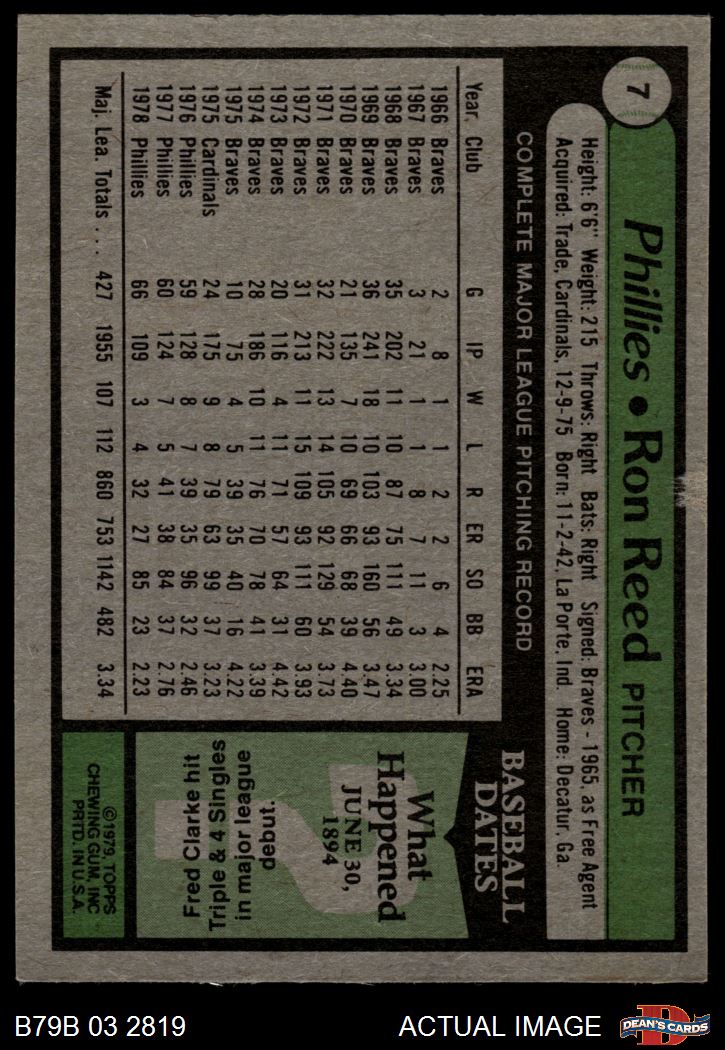 7
Phillies • Ron Reed PITCHER
Height: 6'6" Weight: 215 Throws: Right Bats: Right Signed: Braves - 1965, as Free Agent
Acquired: Trade, Cardinals, 12-9-75 Born: 11-2-42, La Porte, Ind. Home: Decatur, Ga.
COMPLETE MAJOR LEAGUE PITCHING RECORD
Year Club G IP W L R ER SO BB ERA
1966 Braves 2 8 1 1 2 2 6 4 2.25
1967 Braves 3 21 1 1 8 7 11 3 3.00
1968 Braves 35 202 11 10 87 75 111 49 3.34
1969 Braves 36 241 18 10 103 93 160 56 3.47
1970 Braves 21 135 7 10 69 66 68 39 4.40
1971 Braves 32 222 13 14 105 92 129 54 3.73
1972 Braves 31 213 11 15 109 93 111 60 3.93
1973 Braves 20 116 4 11 71 57 64 31 4.42
1974 Braves 28 186 10 11 76 70 78 41 3.39
1975 Braves 10 75 4 5 39 35 40 16 4.22
1975 Cardinals 24 175 9 8 79 63 99 37 3.23
1976 Phillies 59 128 8 7 39 35 96 32 2.46
1977 Phillies 60 124 7 5 41 38 84 37 2.76
1978 Phillies 66 109 3 4 32 27 85 23 2.23
Maj. Lea. Totals . . . 427 1955 107 112 860 753 1142 482 3.34
BASEBALL
DATES
What
Happened
JUNE 30,
1894
Fred Clarke hit
Triple & 4 Singles
in major league
debut.
©1979, TOPPS
CHEWING GUM, INC
PRTD. IN U.S.A.
B79B 03 2819
ACTUAL IMAGE
DEAN'S CARDS